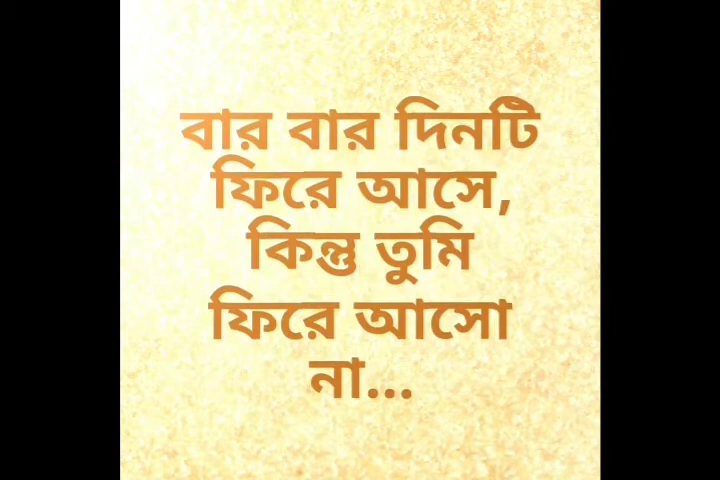 বার বার দিনটি
ফিরে আসে,
কিন্তু তুমি
ফিরে আসো
না...